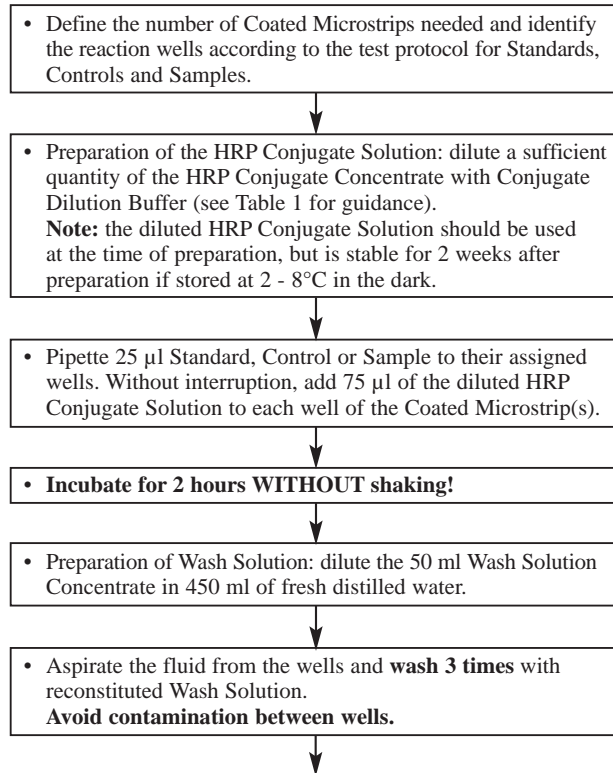 • Define the number of Coated Microstrips needed and identify
the reaction wells according to the test protocol for Standards,
Controls and Samples.
• Preparation of the HRP Conjugate Solution: dilute a sufficient
quantity of the HRP Conjugate Concentrate with Conjugate
Dilution Buffer (see Table 1 for guidance).
Note: the diluted HRP Conjugate Solution should be used
at the time of preparation, but is stable for 2 weeks after
preparation if stored at 2 - 8°C in the dark.
• Pipette 25 µl Standard, Control or Sample to their assigned
wells. Without interruption, add 75 µl of the diluted HRP
Conjugate Solution to each well of the Coated Microstrip(s).
• Incubate for 2 hours WITHOUT shaking!
• Preparation of Wash Solution: dilute the 50 ml Wash Solution
Concentrate in 450 ml of fresh distilled water.
• Aspirate the fluid from the wells and wash 3 times with
reconstituted Wash Solution.
Avoid contamination between wells.